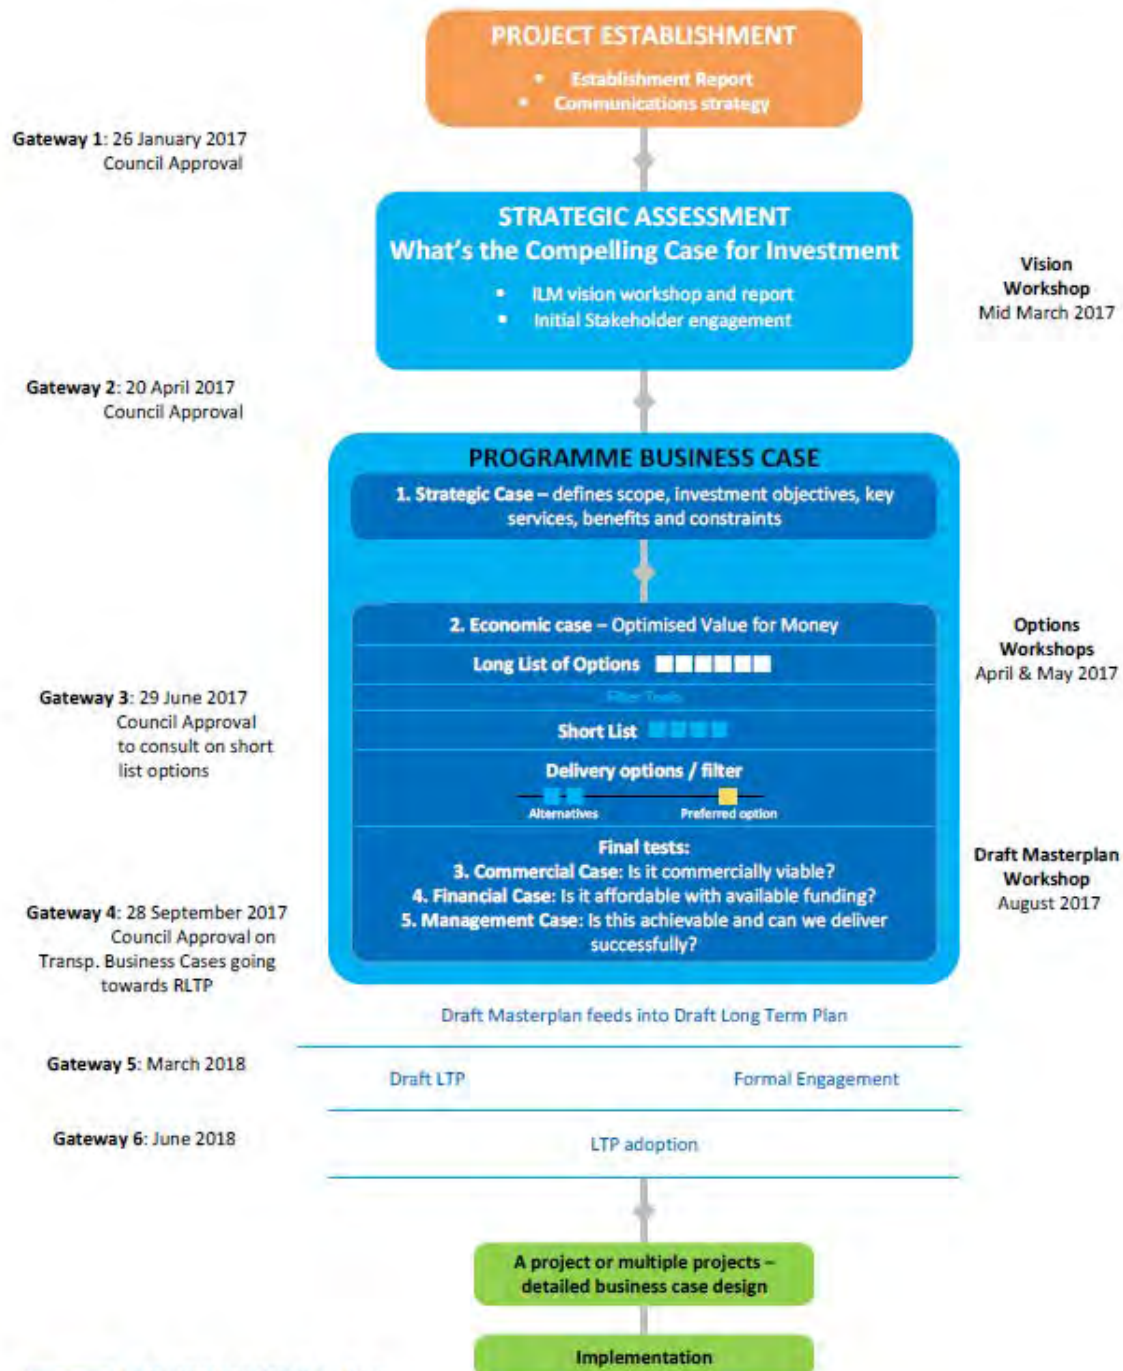 PROJECT ESTABLISHMENT
• Establishment Report
• Communications strategy
Gateway 1: 26 January 2017
Council Approval
STRATEGIC ASSESSMENT
What's the Compelling Case for Investment
• ILM vision workshop and report
• Initial Stakeholder engagement
Vision
Workshop
Mid March 2017
Gateway 2: 20 April 2017
Council Approval
PROGRAMME BUSINESS CASE
1. Strategic Case – defines scope, investment objectives, key
services, benefits and constraints
2. Economic case – Optimised Value for Money
Long List of Options
Filter Tools
Short List
Delivery options / filter
Alternatives
Preferred option
Options
Workshops
April & May 2017
Gateway 3: 29 June 2017
Council Approval
to consult on short
list options
Final tests:
3. Commercial Case: Is it commercially viable?
4. Financial Case: Is it affordable with available funding?
5. Management Case: Is this achievable and can we deliver
successfully?
Draft Masterplan
Workshop
August 2017
Gateway 4: 28 September 2017
Council Approval on
Transp. Business Cases going
towards RLTP
Draft Masterplan feeds into Draft Long Term Plan
Gateway 5: March 2018
Draft LTP
Formal Engagement
Gateway 6: June 2018
LTP adoption
A project or multiple projects –
detailed business case design
Implementation